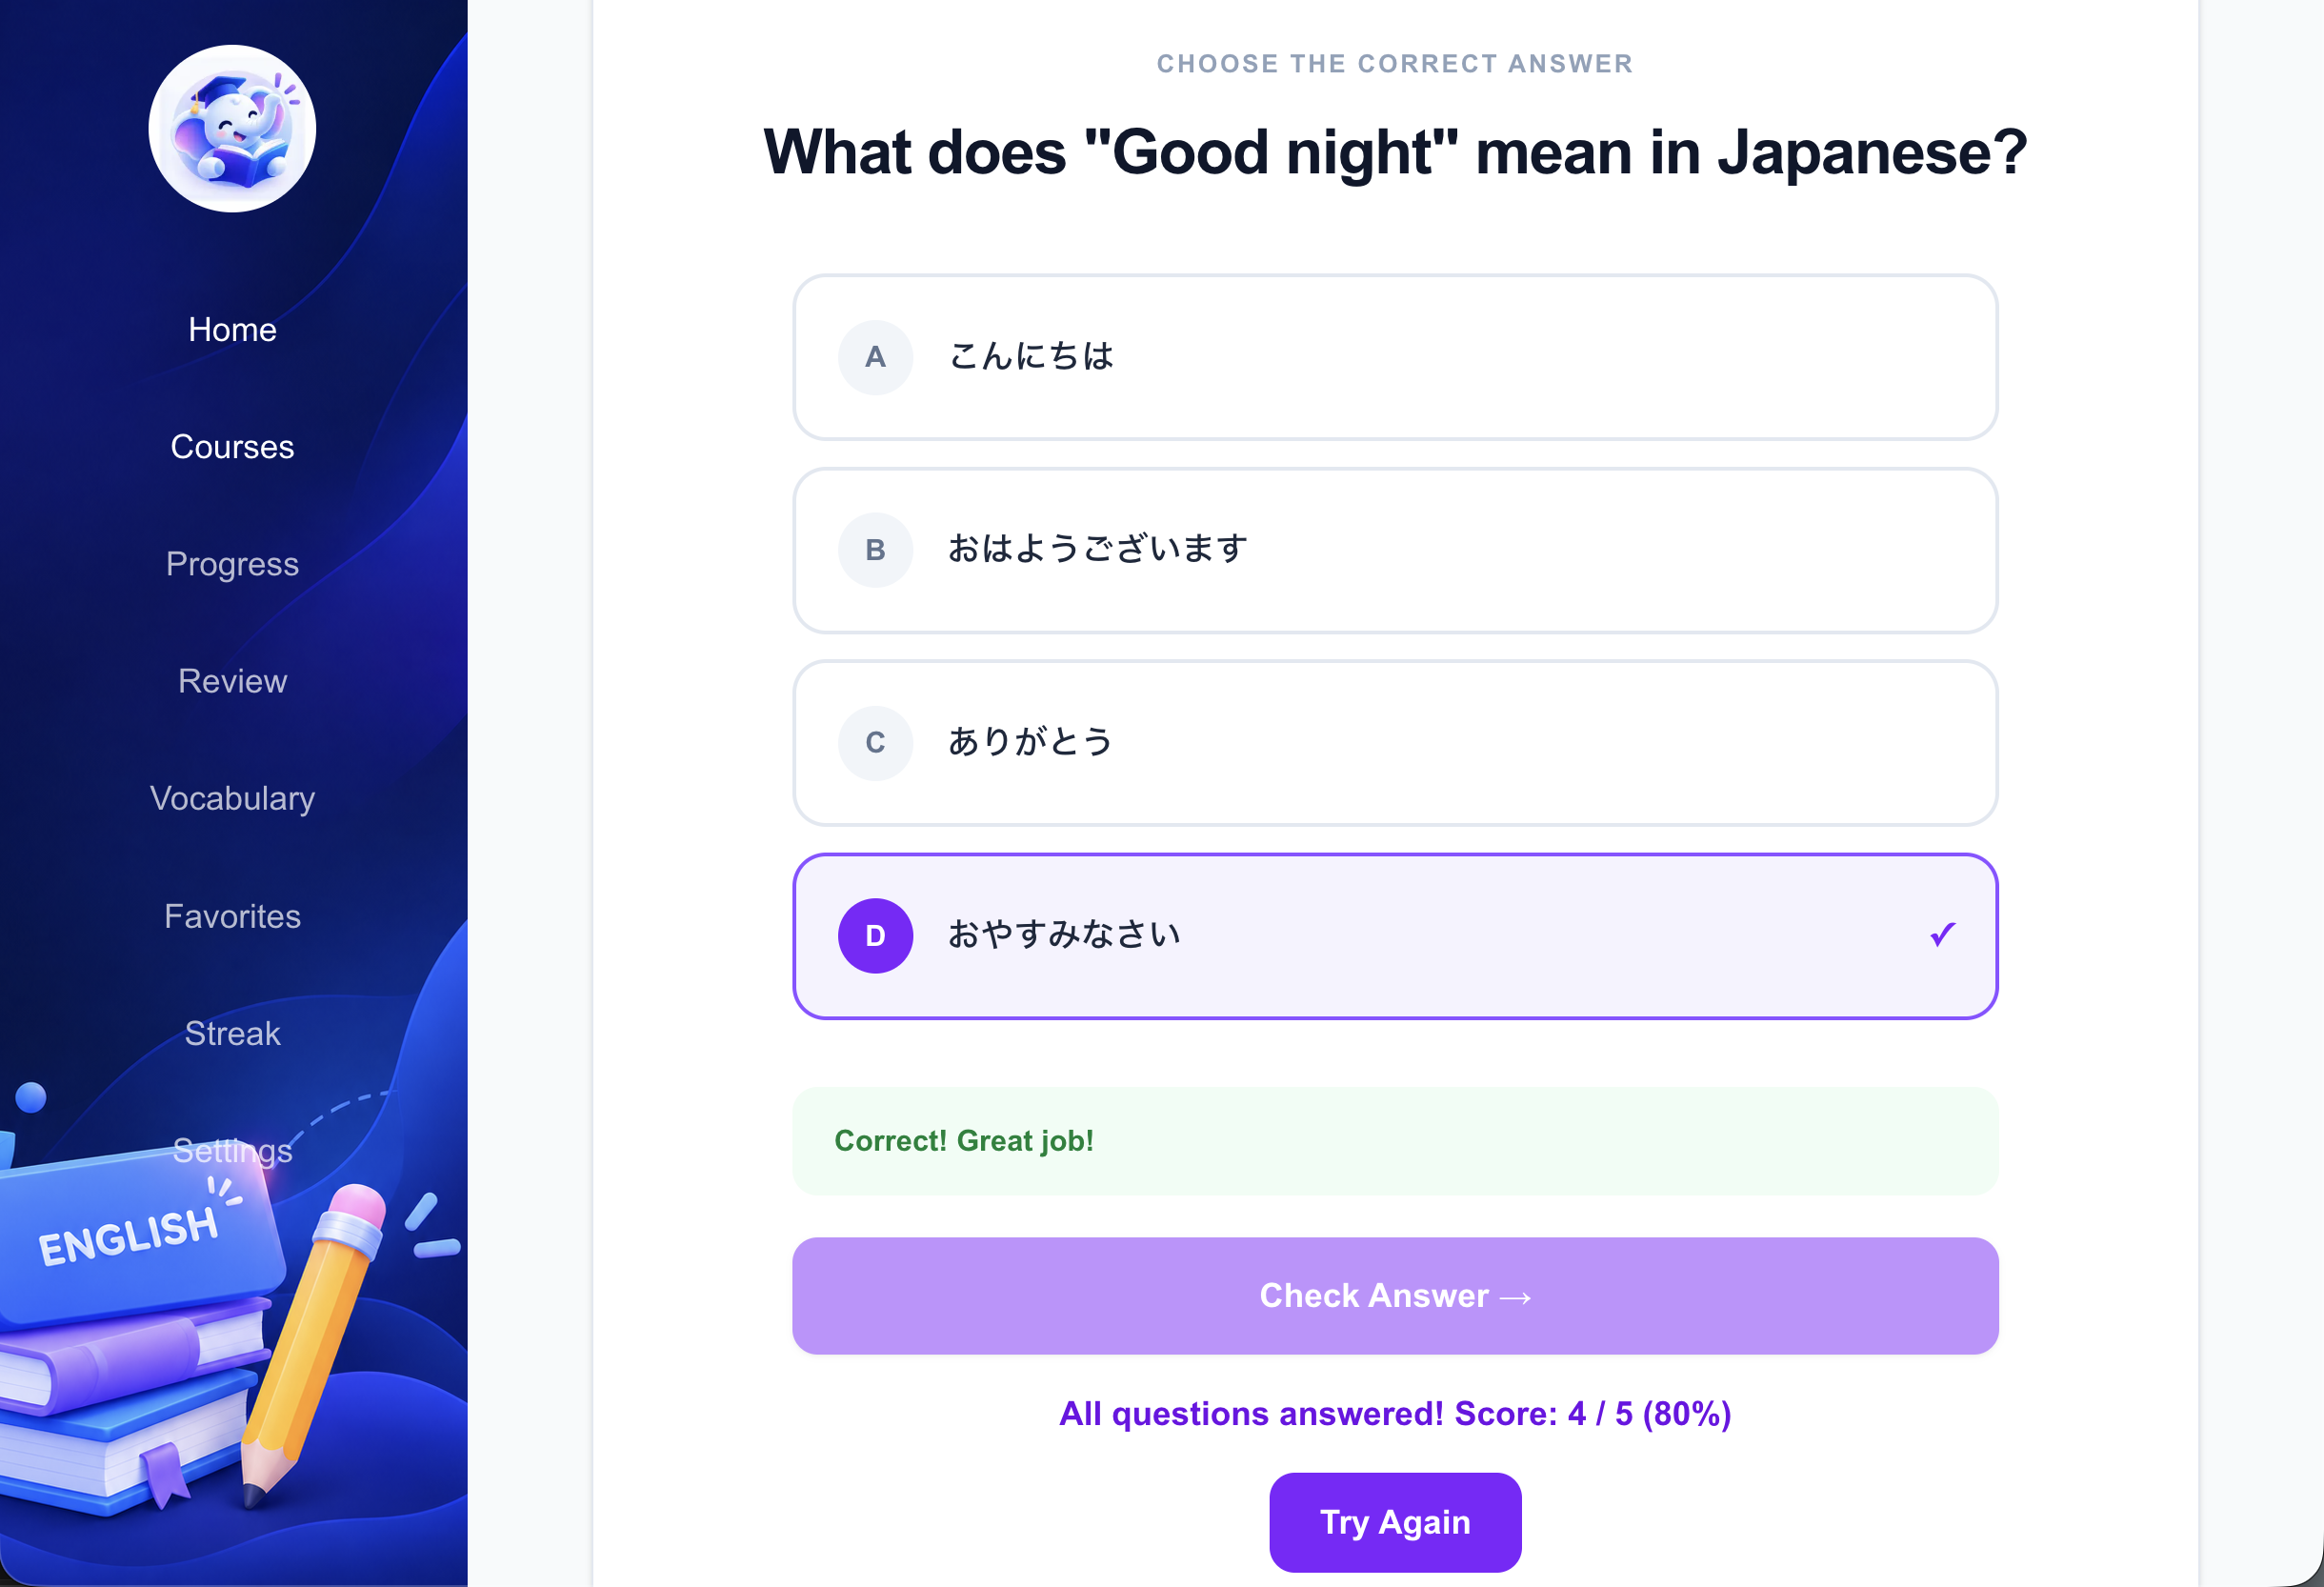 Home
Courses
Progress
Review
Vocabulary
Favorites
Streak
Settings
ENGLISH
CHOOSE THE CORRECT ANSWER
What does "Good night" mean in Japanese?
A こんにちは
B おはようございます
C ありがとう
D おやすみなさい ✓
Correct! Great job!
Check Answer →
All questions answered! Score: 4 / 5 (80%)
Try Again